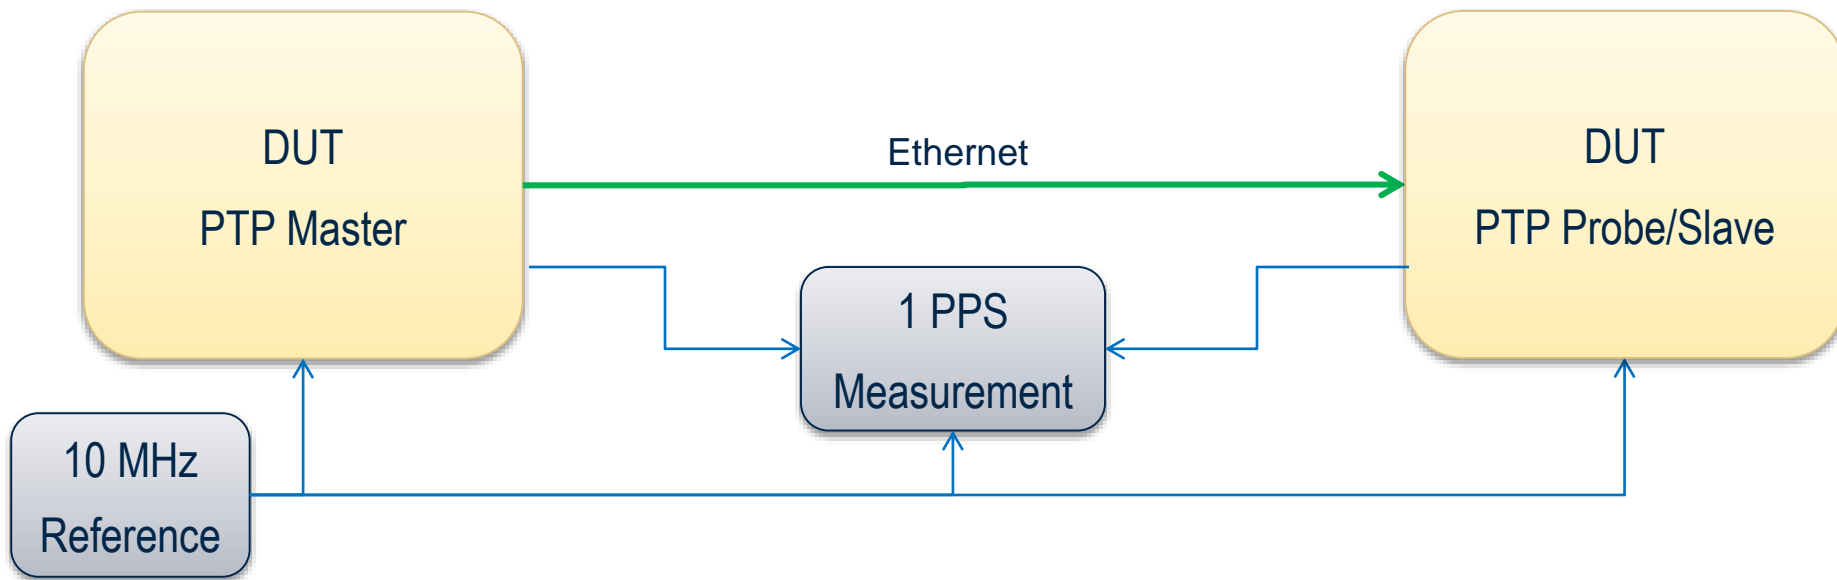 DUT
PTP Master
Ethernet
DUT
PTP Probe/Slave
1 PPS
Measurement
10 MHz
Reference